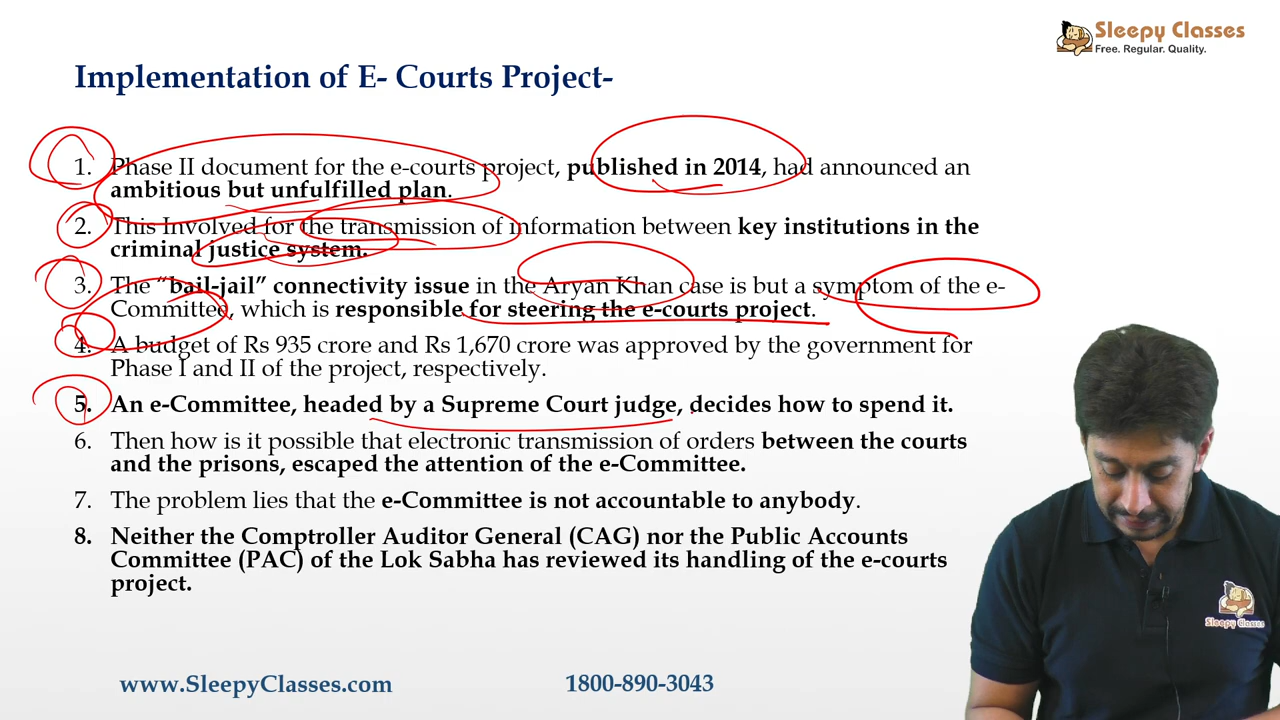 Sleepy Classes
Free. Regular. Quality.
Implementation of E- Courts Project-
1. Phase II document for the e-courts project, published in 2014, had announced an
ambitious but unfulfilled plan.
2. This Involved for the transmission of information between key institutions in the
criminal justice system.
3. The “bail-jail” connectivity issue in the Aryan Khan case is but a symptom of the e-
Committee, which is responsible for steering the e-courts project.
4. A budget of Rs 935 crore and Rs 1,670 crore was approved by the government for
Phase I and II of the project, respectively.
5. An e-Committee, headed by a Supreme Court judge, decides how to spend it.
6. Then how is it possible that electronic transmission of orders between the courts
and the prisons, escaped the attention of the e-Committee.
7. The problem lies that the e-Committee is not accountable to anybody.
8. Neither the Comptroller Auditor General (CAG) nor the Public Accounts
Committee (PAC) of the Lok Sabha has reviewed its handling of the e-courts
project.
Sleepy Classes
www.SleepyClasses.com
1800-890-3043